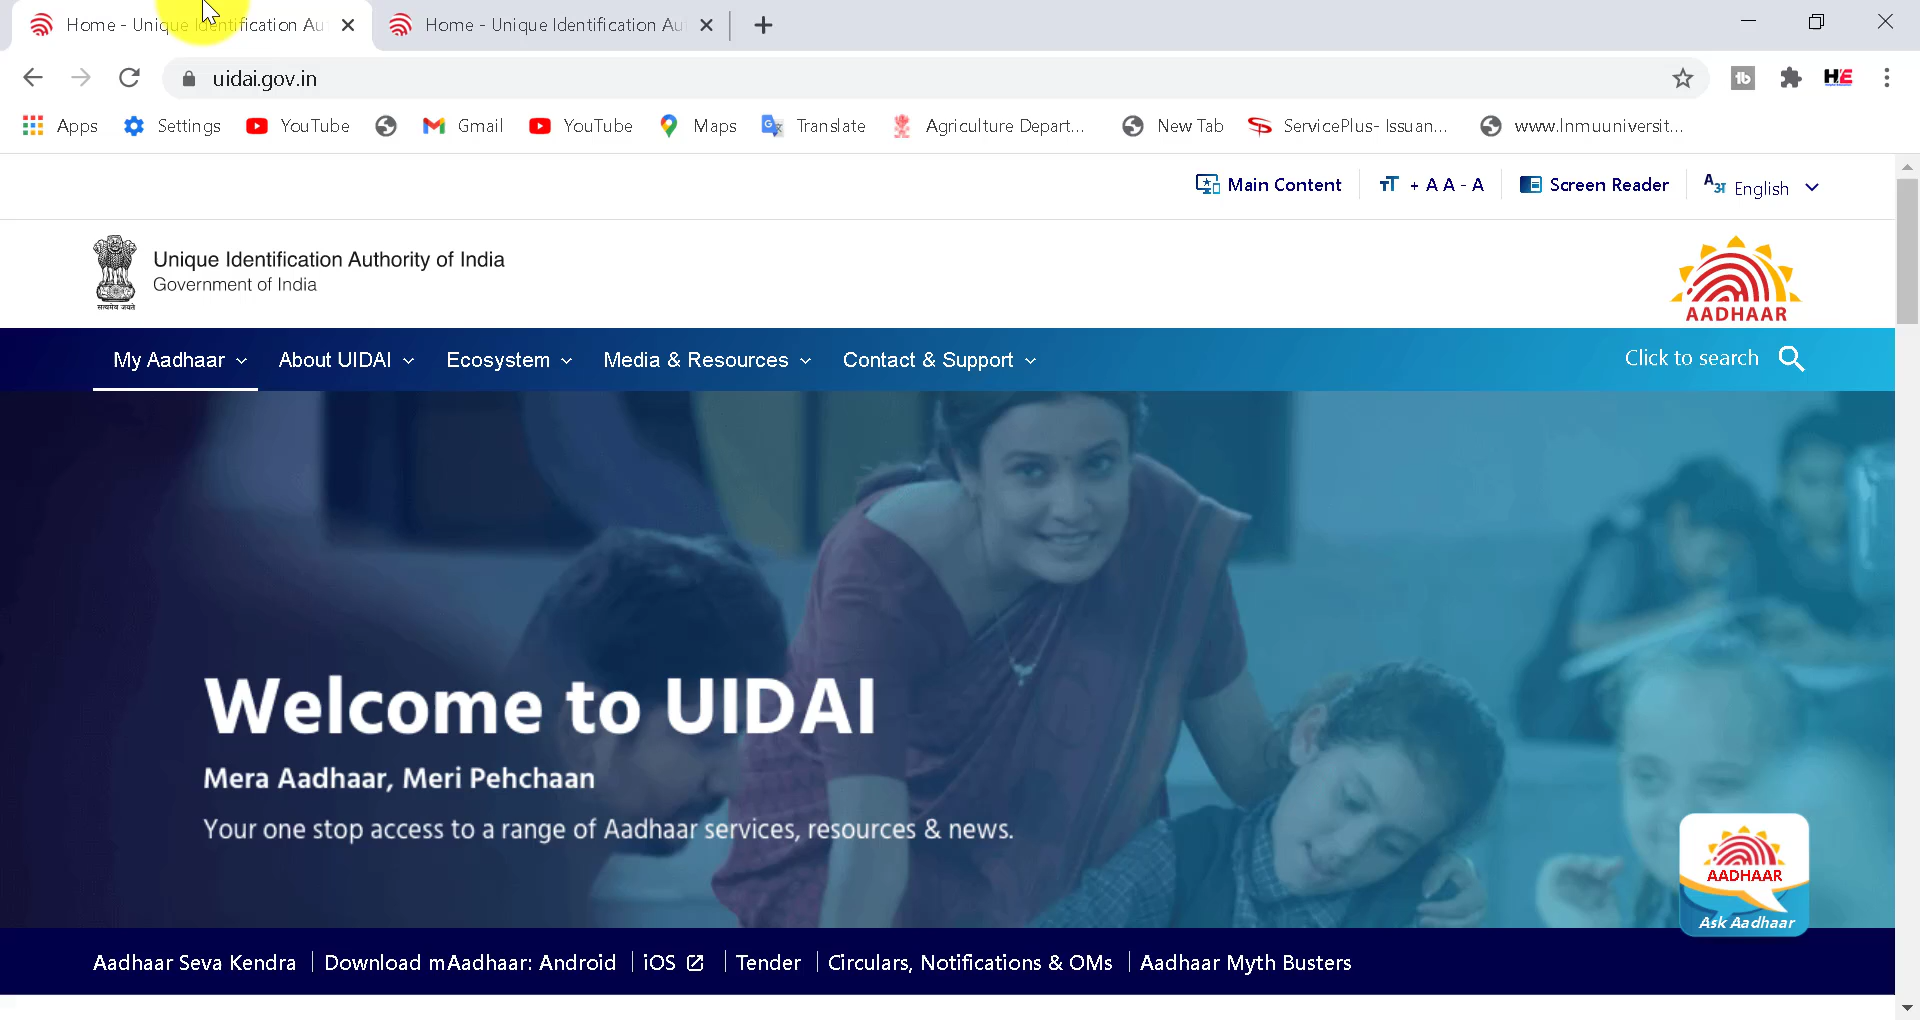 Home - Unique Identification Au
Home - Unique Identification Au
uidai.gov.in
Apps Settings YouTube Gmail YouTube Maps Translate Agriculture Depart... New Tab ServicePlus- Issuan... www.lnmuuniversit...
Main Content + A A - A Screen Reader English
Unique Identification Authority of India
Government of India
सत्यमेव जयते
AADHAAR
My Aadhaar About UIDAI Ecosystem Media & Resources Contact & Support Click to search
Welcome to UIDAI
Mera Aadhaar, Meri Pehchaan
Your one stop access to a range of Aadhaar services, resources & news.
AADHAAR
Ask Aadhaar
Aadhaar Seva Kendra Download mAadhaar: Android iOS Tender Circulars, Notifications & OMs Aadhaar Myth Busters